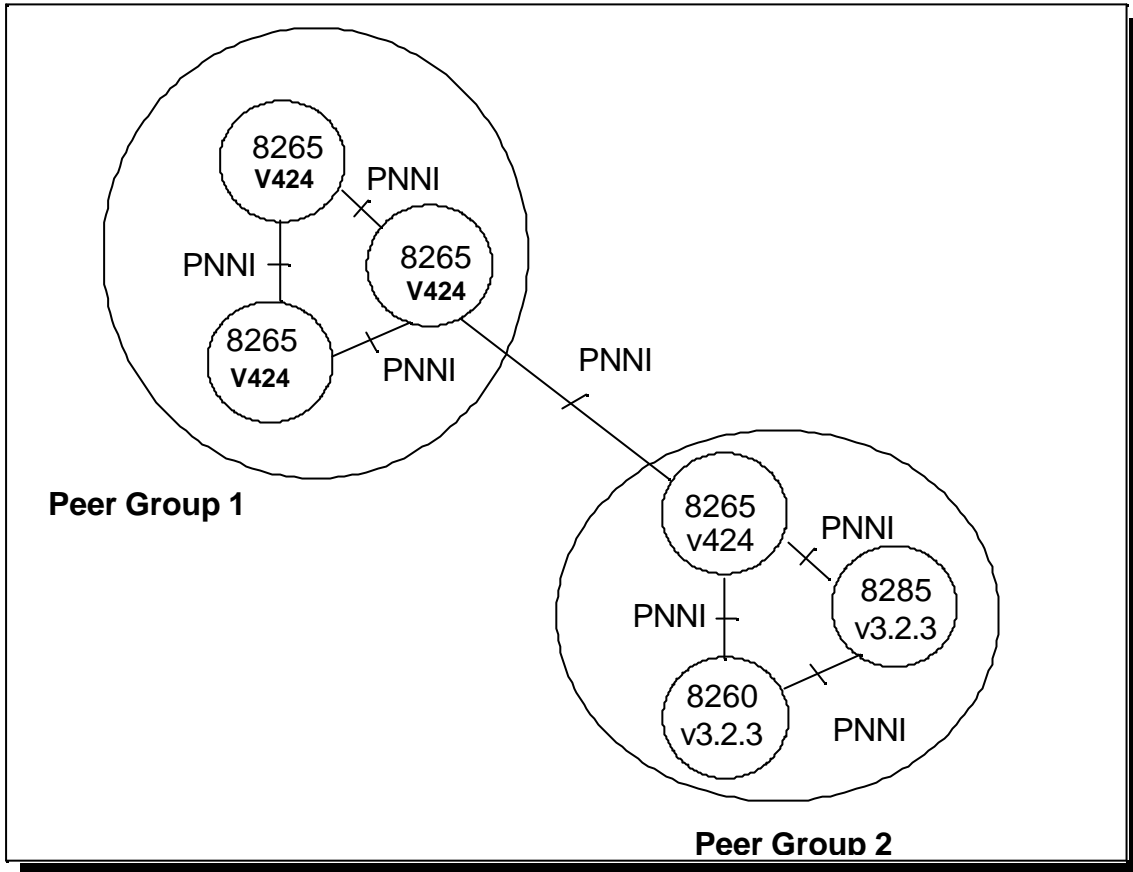 8265
V424
PNNI
8265
V424
PNNI
8265
V424
PNNI
PNNI
Peer Group 1
8265
v424
PNNI
8285
v3.2.3
PNNI
8260
v3.2.3
PNNI
Peer Group 2